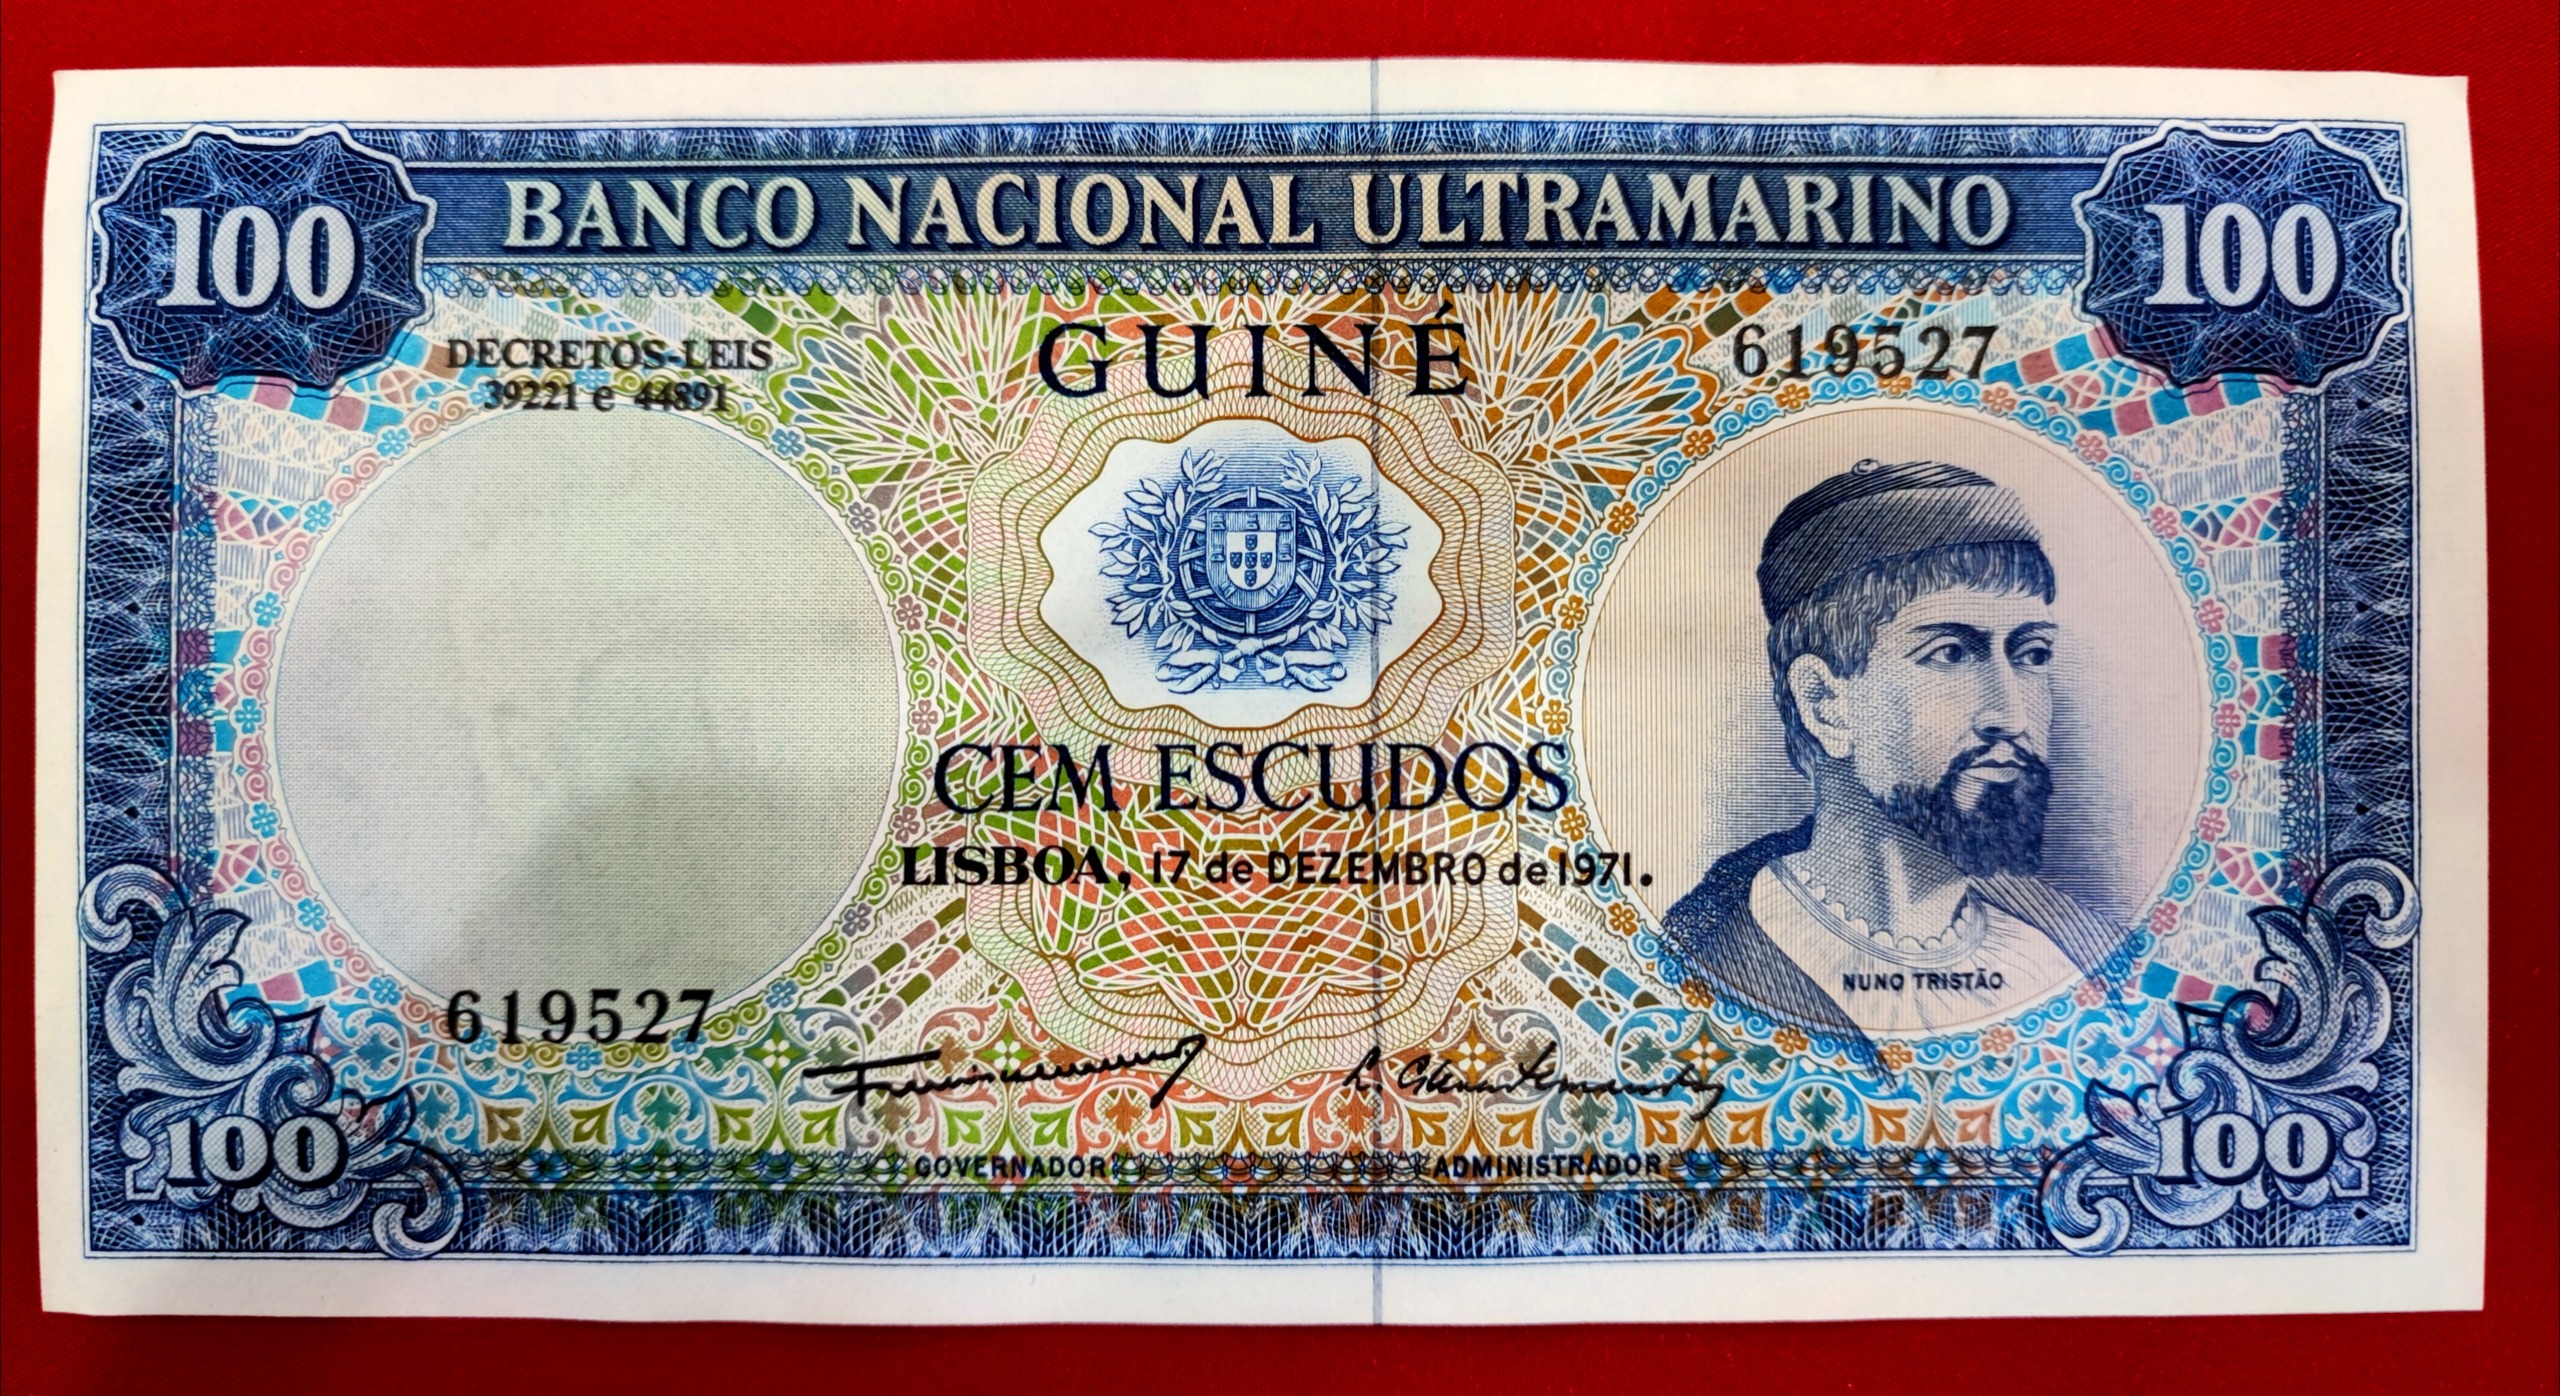 100 BANCO NACIONAL ULTRAMARINO 100
DECRETOS-LEIS
39221 e 44891
GUINÉ
619527
CEM ESCUDOS
LISBOA, 17 de DEZEMBRO de 1971.
NUNO TRISTÃO
619527
GOVERNADOR
ADMINISTRADOR
100
100